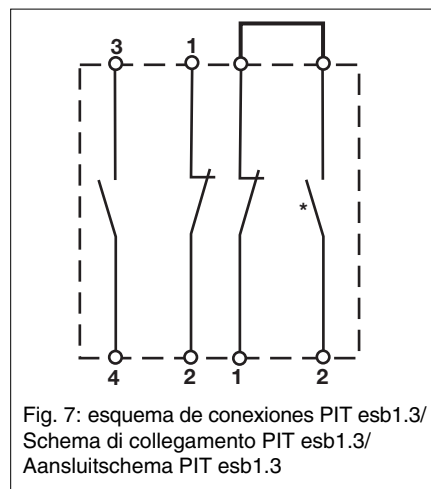 3 1
*
4 2 1 2
Fig. 7: esquema de conexiones PIT esb1.3/
Schema di collegamento PIT esb1.3/
Aansluitschema PIT esb1.3